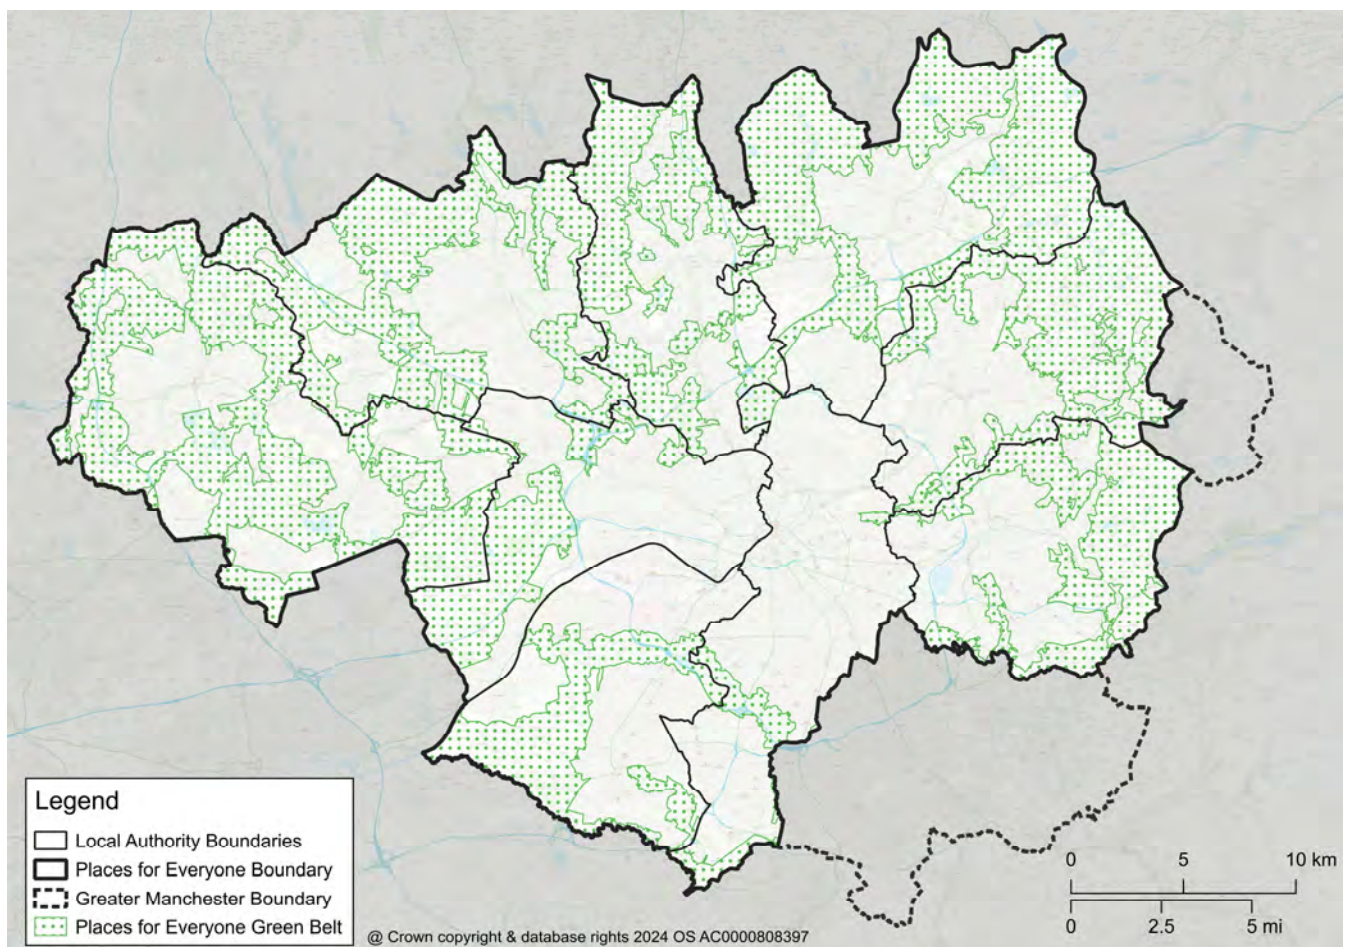 Legend
Local Authority Boundaries
Places for Everyone Boundary
Greater Manchester Boundary
Places for Everyone Green Belt
@ Crown copyright & database rights 2024 OS AC0000808397
0 5 10 km
0 2.5 5 mi